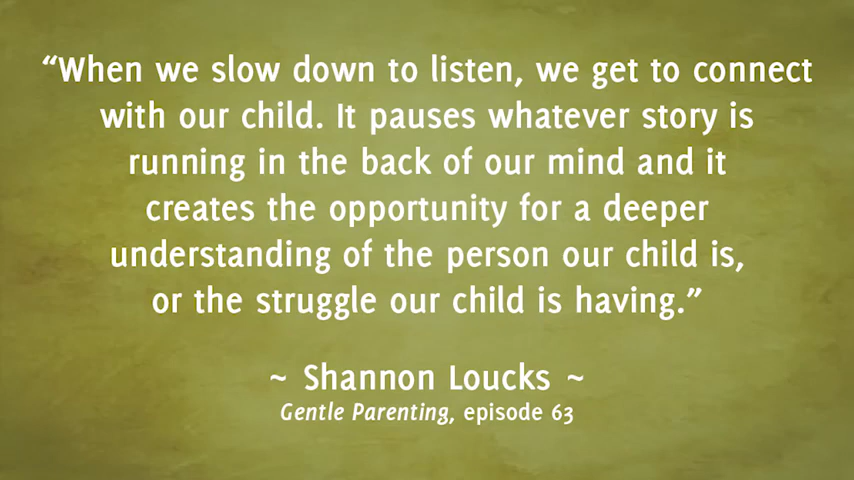 “When we slow down to listen, we get to connect
with our child. It pauses whatever story is
running in the back of our mind and it
creates the opportunity for a deeper
understanding of the person our child is,
or the struggle our child is having.”
~ Shannon Loucks ~
Gentle Parenting, episode 63